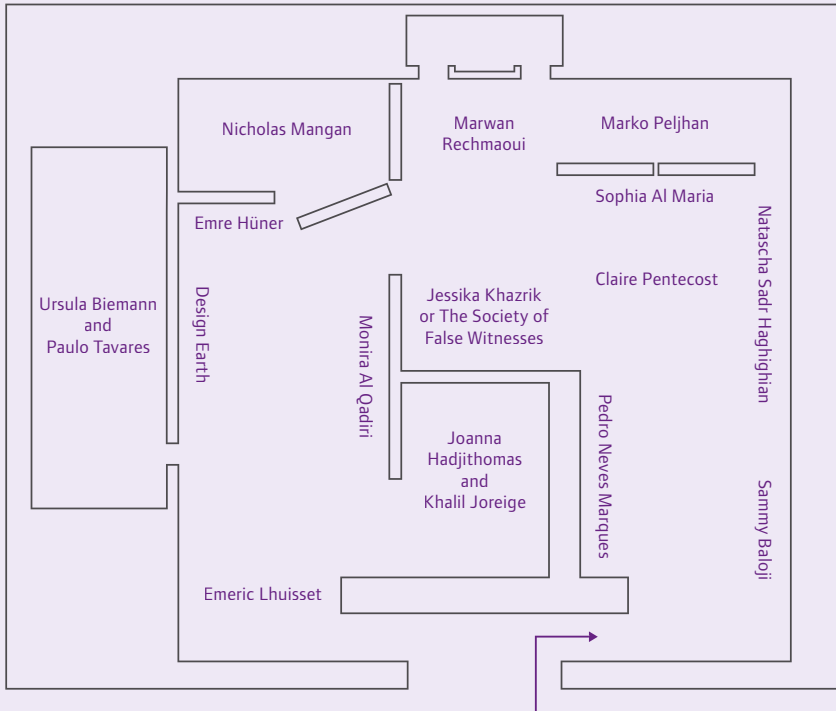 Nicholas Mangan
Marwan
Rechmaoui
Marko Peljhan
Sophia Al Maria
Emre Hüner
Natascha Sadr Haghighian
Claire Pentecost
Ursula Biemann
and
Paulo Tavares
Design Earth
Jessika Khazrik
or The Society of
False Witnesses
Monira Al Qadiri
Pedro Neves Marques
Joanna
Hadjithomas
and
Khalil Joreige
Sammy Baloji
Emeric Lhuisset